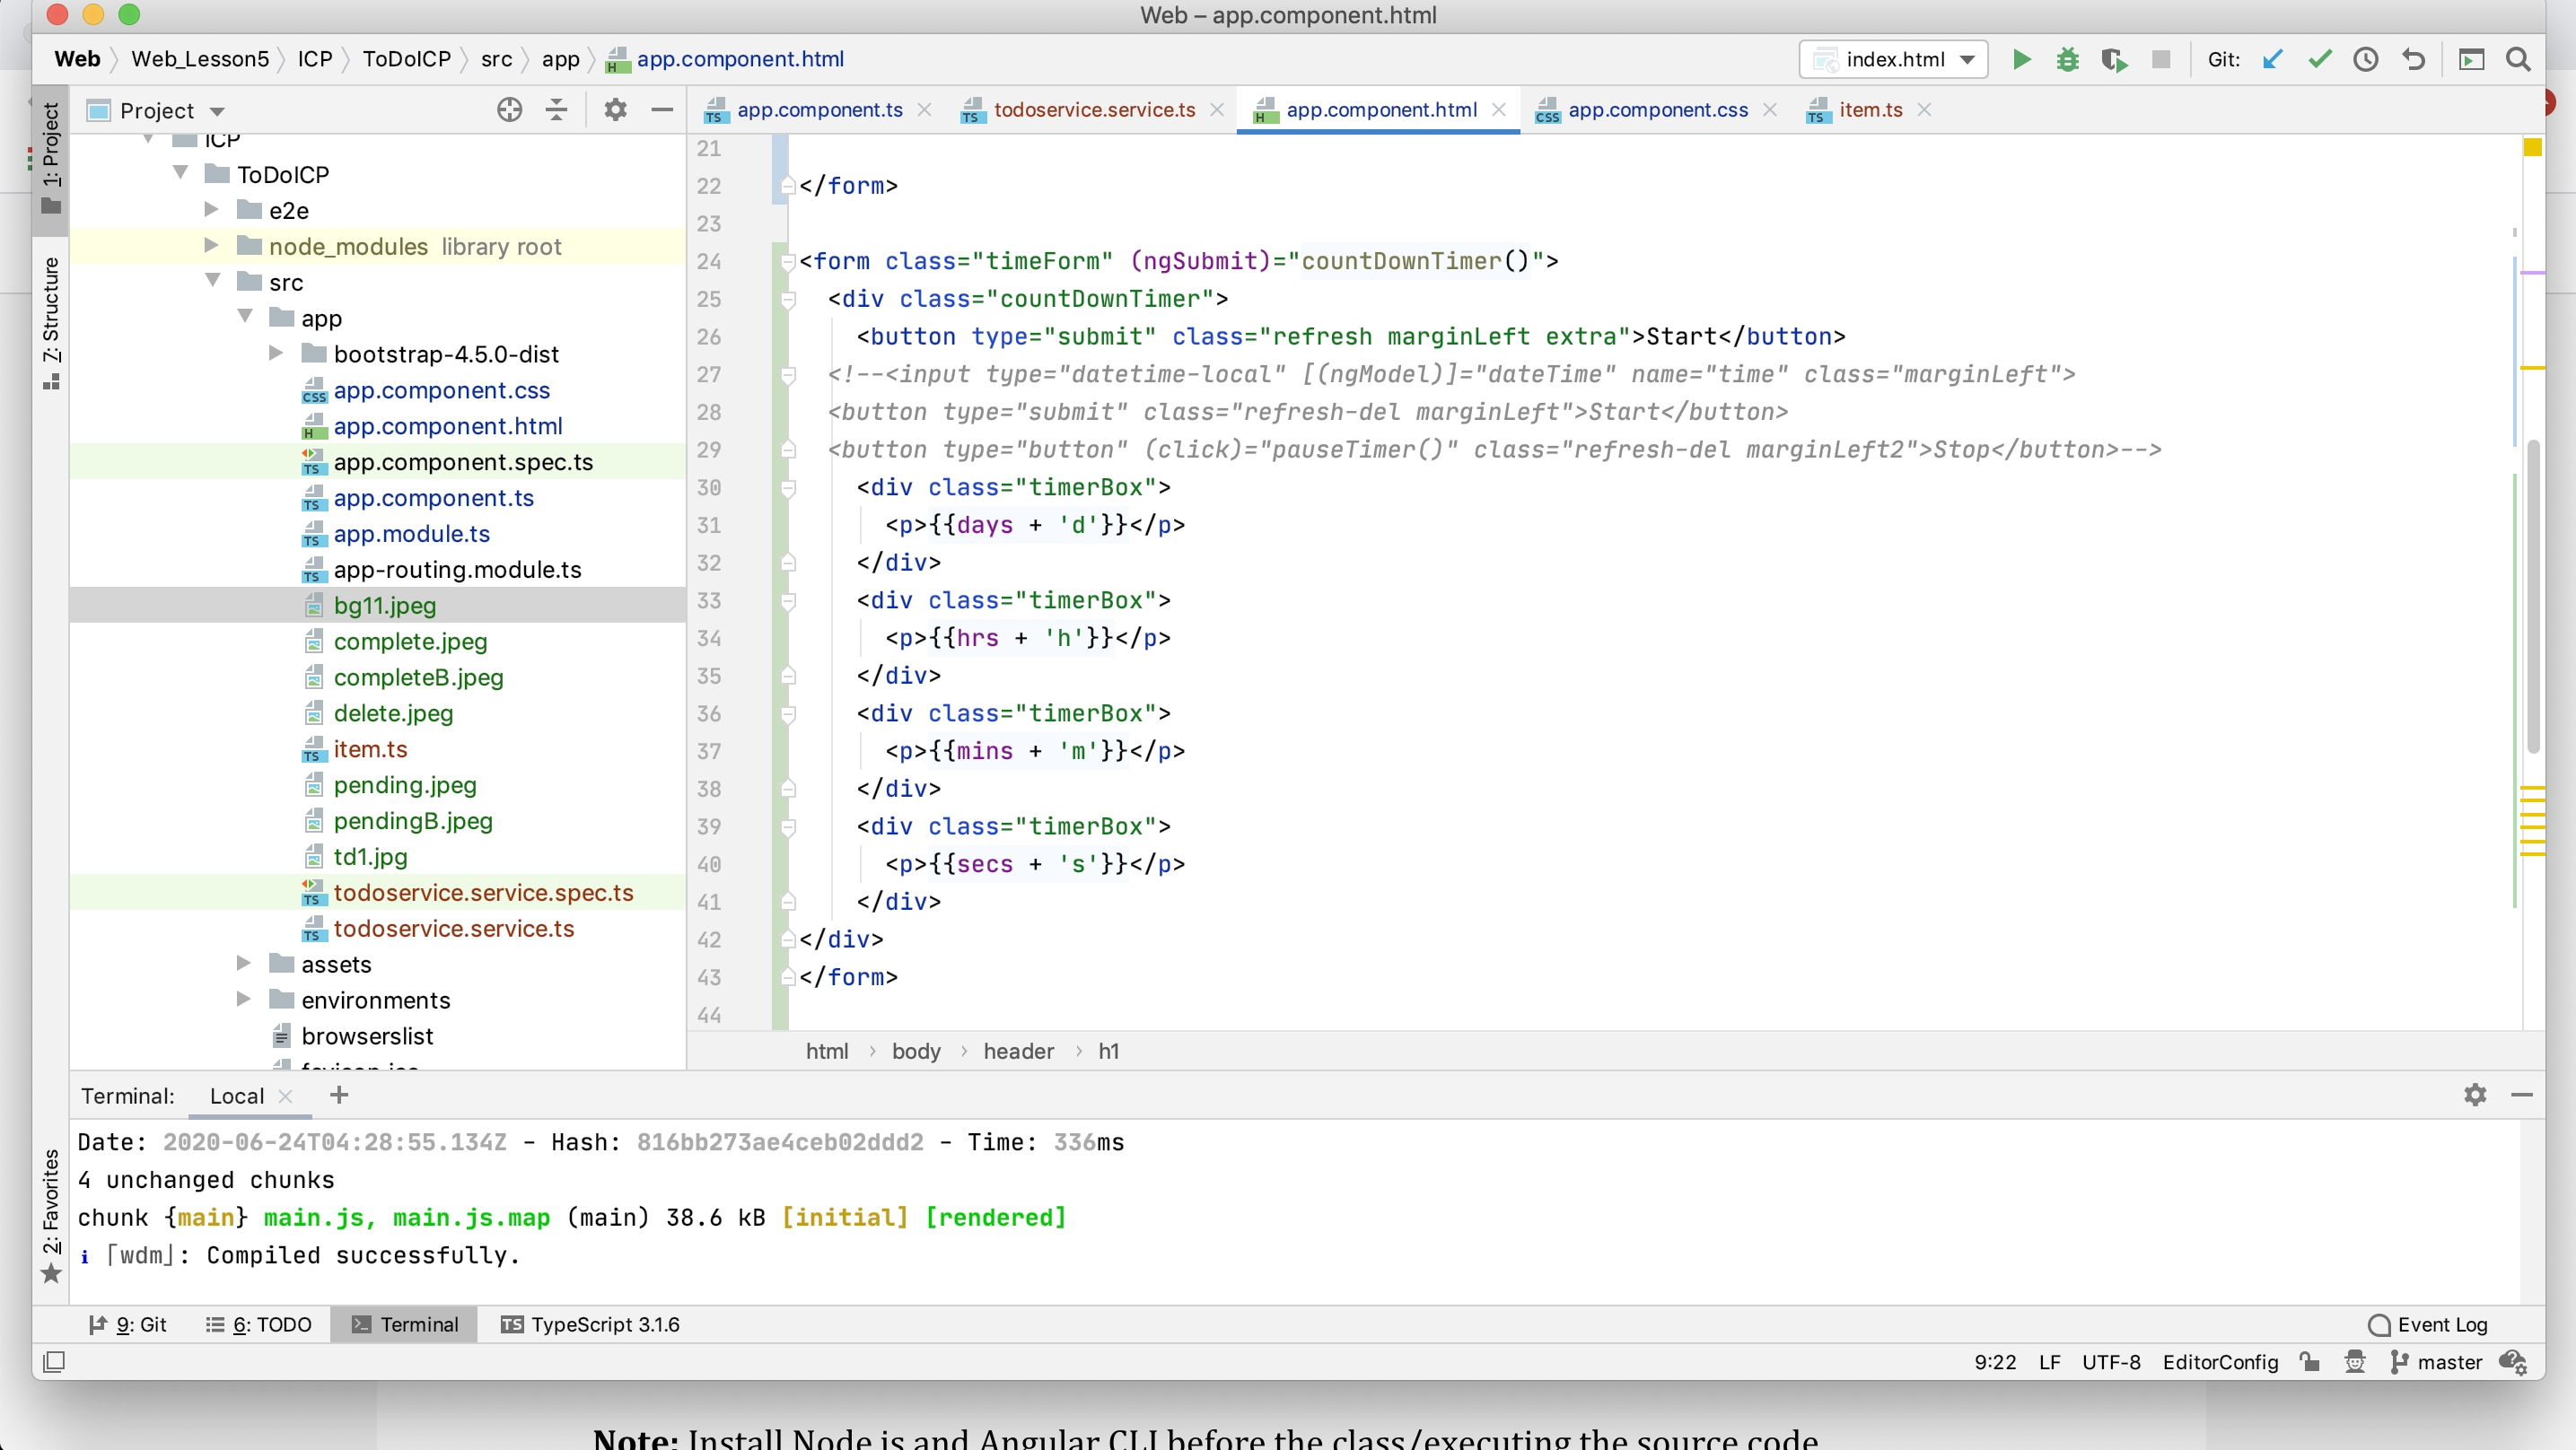 Web – app.component.html
Web Web_Lesson5 ICP ToDoICP src app app.component.html index.html Git:
1: Project
7: Structure
2: Favorites
Project
app.component.ts todoservice.service.ts app.component.html app.component.css item.ts
ICP
ToDoICP
e2e
node_modules library root
src
app
bootstrap-4.5.0-dist
app.component.css
app.component.html
app.component.spec.ts
app.component.ts
app.module.ts
app-routing.module.ts
bg11.jpeg
complete.jpeg
completeB.jpeg
delete.jpeg
item.ts
pending.jpeg
pendingB.jpeg
td1.jpg
todoservice.service.spec.ts
todoservice.service.ts
assets
environments
browserslist
favicon.ico
21
22 </form>
23
24 <form class="timeForm" (ngSubmit)="countDownTimer()">
25 <div class="countDownTimer">
26 <button type="submit" class="refresh marginLeft extra">Start</button>
27 <!--<input type="datetime-local" [(ngModel)]="dateTime" name="time" class="marginLeft">
28 <button type="submit" class="refresh-del marginLeft">Start</button>
29 <button type="button" (click)="pauseTimer()" class="refresh-del marginLeft2">Stop</button>-->
30 <div class="timerBox">
31 <p>{{days + 'd'}}</p>
32 </div>
33 <div class="timerBox">
34 <p>{{hrs + 'h'}}</p>
35 </div>
36 <div class="timerBox">
37 <p>{{mins + 'm'}}</p>
38 </div>
39 <div class="timerBox">
40 <p>{{secs + 's'}}</p>
41 </div>
42 </div>
43 </form>
44
html › body › header › h1
Terminal: Local +
Date: 2020-06-24T04:28:55.134Z - Hash: 816bb273ae4ceb02ddd2 - Time: 336ms
4 unchanged chunks
chunk {main} main.js, main.js.map (main) 38.6 kB [initial] [rendered]
i ｢wdm｣: Compiled successfully.
9: Git 6: TODO Terminal TypeScript 3.1.6 Event Log
9:22 LF UTF-8 EditorConfig master
Note: Install Node js and Angular CLI before the class/executing the source code